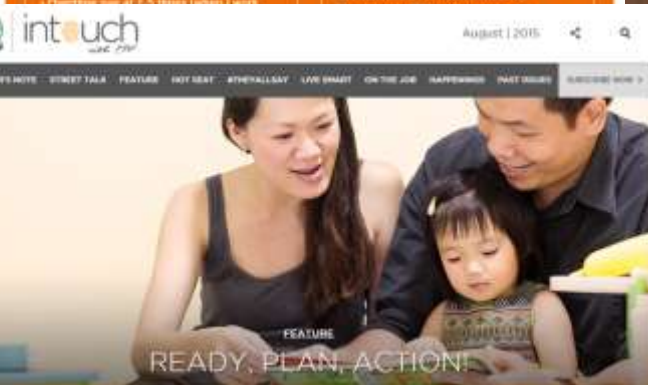 intouch
August | 2015
STREET TALK FEATURE HOT SEAT #THEYALLSAY LIVE SMART ON THE JOB HAPPENINGS PAST ISSUES SUBSCRIBE NOW >
FEATURE
READY, PLAN, ACTION!